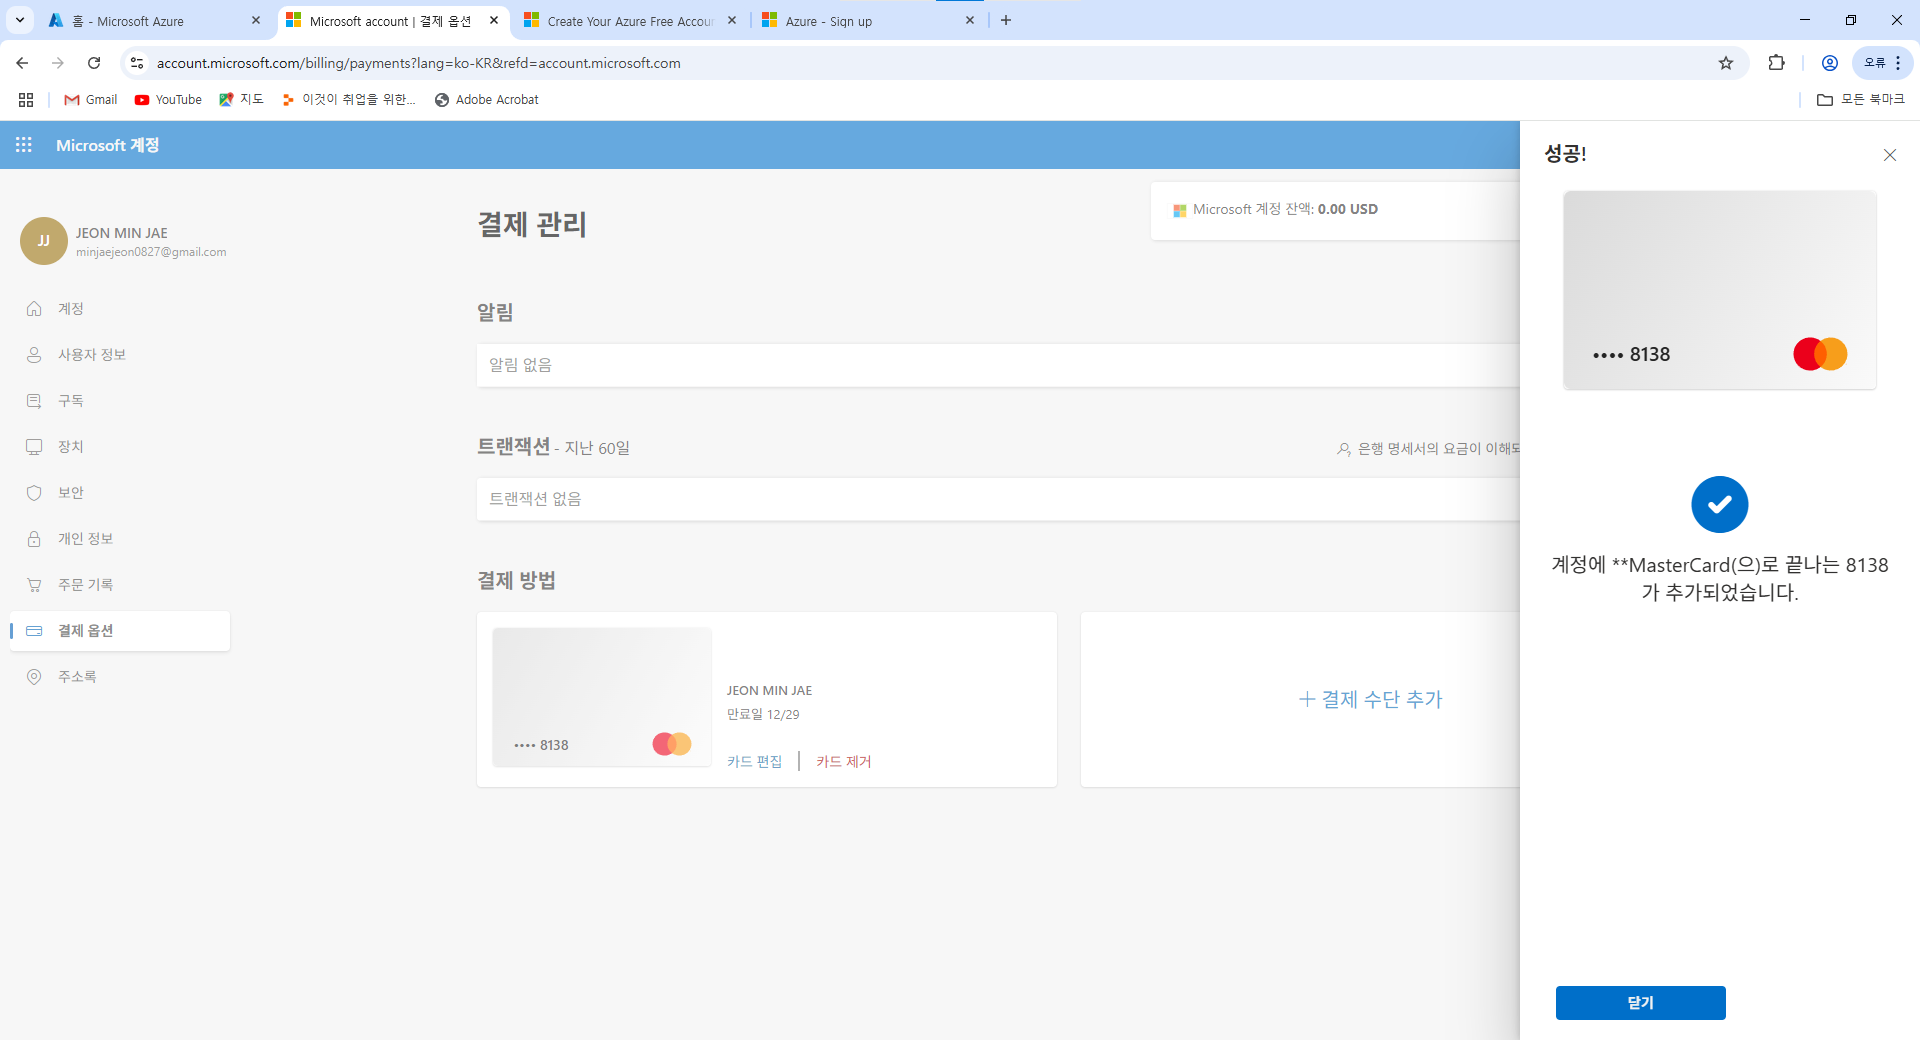 홈 - Microsoft Azure
Microsoft account | 결제 옵션
Create Your Azure Free Accour
Azure - Sign up
account.microsoft.com/billing/payments?lang=ko-KR&refd=account.microsoft.com
오류
Gmail
YouTube
지도
이것이 취업을 위한...
Adobe Acrobat
모든 북마크
Microsoft 계정
JJ
JEON MIN JAE
minjaejeon0827@gmail.com
계정
사용자 정보
구독
장치
보안
개인 정보
주문 기록
결제 옵션
주소록
결제 관리
Microsoft 계정 잔액: 0.00 USD
알림
알림 없음
트랜잭션 - 지난 60일
은행 명세서의 요금이 이해되
트랜잭션 없음
결제 방법
•••• 8138
JEON MIN JAE
만료일 12/29
카드 편집
카드 제거
결제 수단 추가
성공!
•••• 8138
계정에 **MasterCard(으)로 끝나는 8138
가 추가되었습니다.
닫기